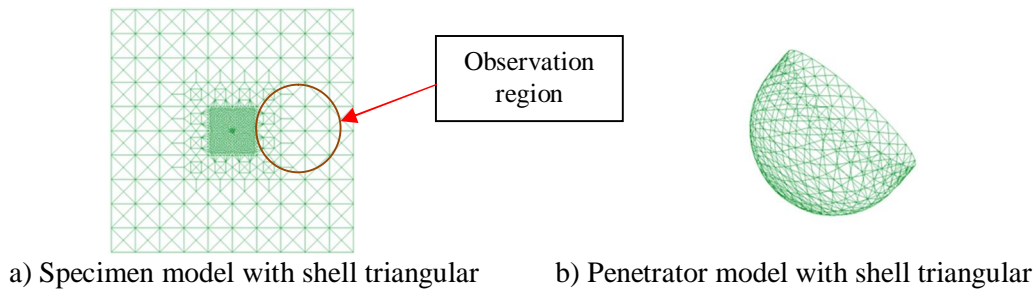 Observation
region
a) Specimen model with shell triangular
b) Penetrator model with shell triangular